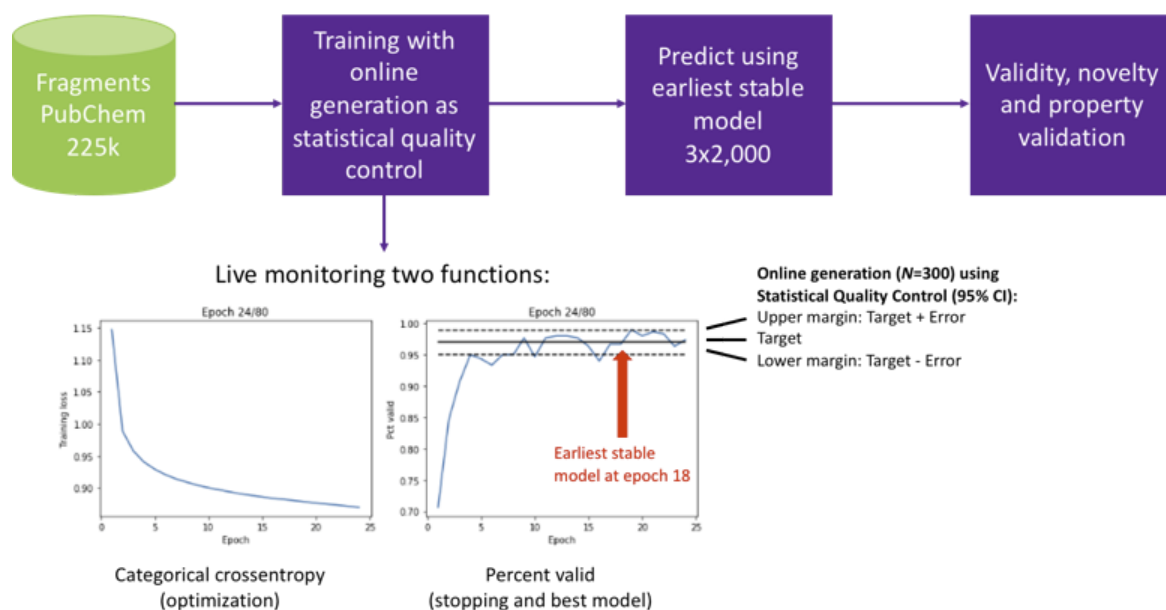 Fragments
PubChem
225k
Training with
online
generation as
statistical quality
control
Predict using
earliest stable
model
3x2,000
Validity, novelty
and property
validation
Live monitoring two functions:
Epoch 24/80
1.15
1.10
1.05
1.00
0.95
0.90
Training loss
0
5
10
15
20
25
Epoch
Categorical crossentropy
(optimization)
Epoch 24/80
1.00
0.95
0.90
0.85
0.80
0.75
0.70
Pct valid
0
5
10
15
20
25
Epoch
Earliest stable
model at epoch 18
Percent valid
(stopping and best model)
Online generation (N=300) using
Statistical Quality Control (95% CI):
Upper margin: Target + Error
Target
Lower margin: Target - Error